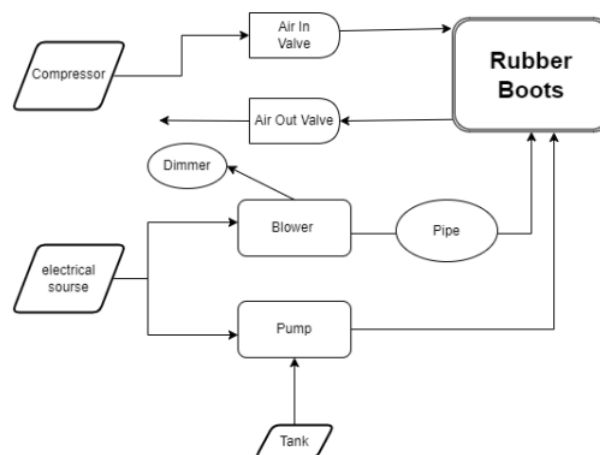 Air In
Valve
Compressor
Rubber
Boots
Air Out Valve
Dimmer
Blower
Pipe
electrical
sourse
Pump
Tank